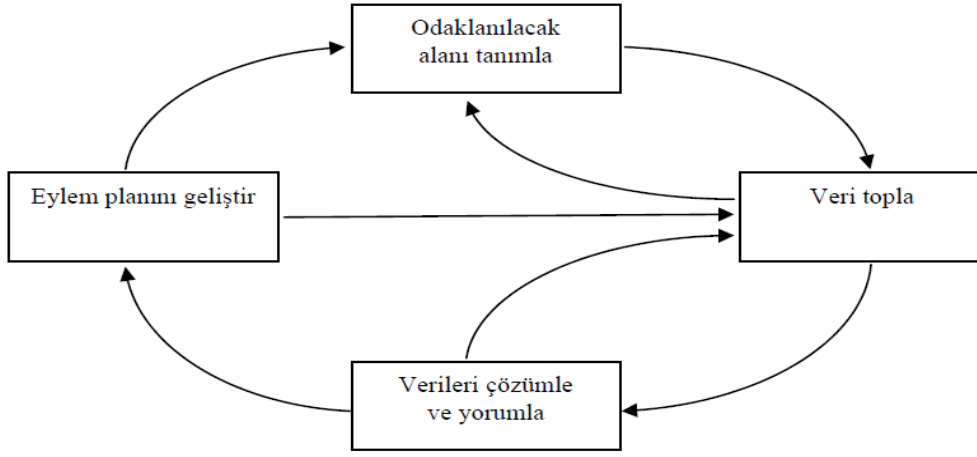 Odaklanılacak
alanı tanımla
Eylem planını geliştir
Veri topla
Verileri çözümle
ve yorumla